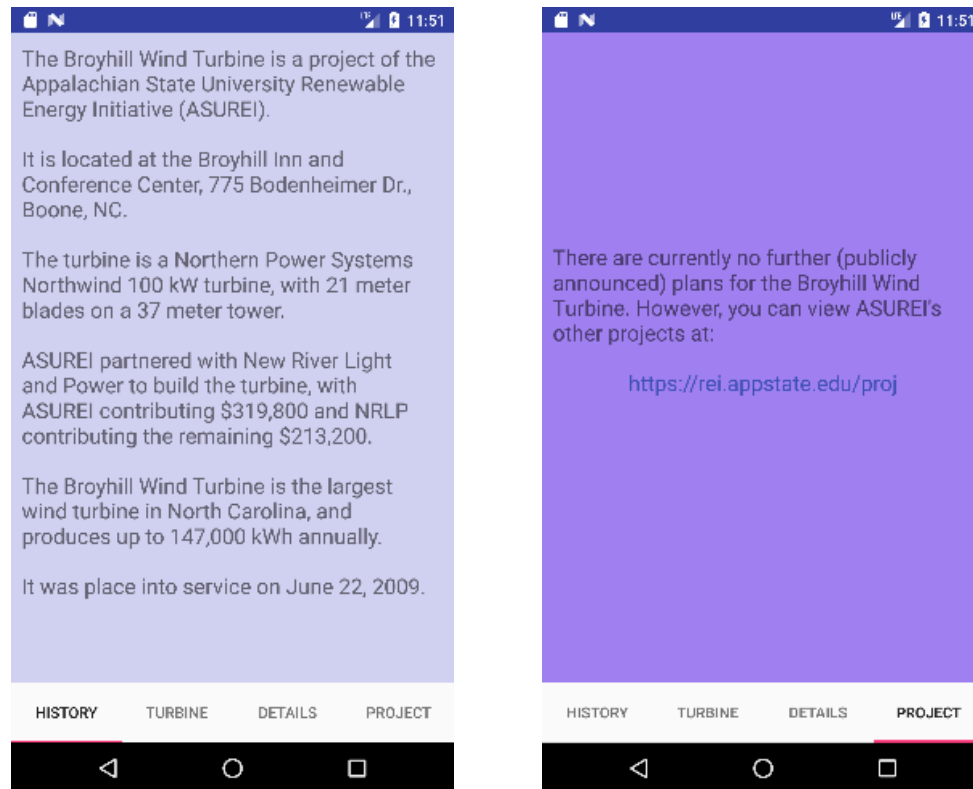 11:51
The Broyhill Wind Turbine is a project of the
Appalachian State University Renewable
Energy Initiative (ASUREI).
It is located at the Broyhill Inn and
Conference Center, 775 Bodenheimer Dr.,
Boone, NC.
The turbine is a Northern Power Systems
Northwind 100 kW turbine, with 21 meter
blades on a 37 meter tower.
ASUREI partnered with New River Light
and Power to build the turbine, with
ASUREI contributing $319,800 and NRLP
contributing the remaining $213,200.
The Broyhill Wind Turbine is the largest
wind turbine in North Carolina, and
produces up to 147,000 kWh annually.
It was place into service on June 22, 2009.
HISTORY TURBINE DETAILS PROJECT
11:51
There are currently no further (publicly
announced) plans for the Broyhill Wind
Turbine. However, you can view ASUREI's
other projects at:
https://rei.appstate.edu/proj
HISTORY TURBINE DETAILS PROJECT